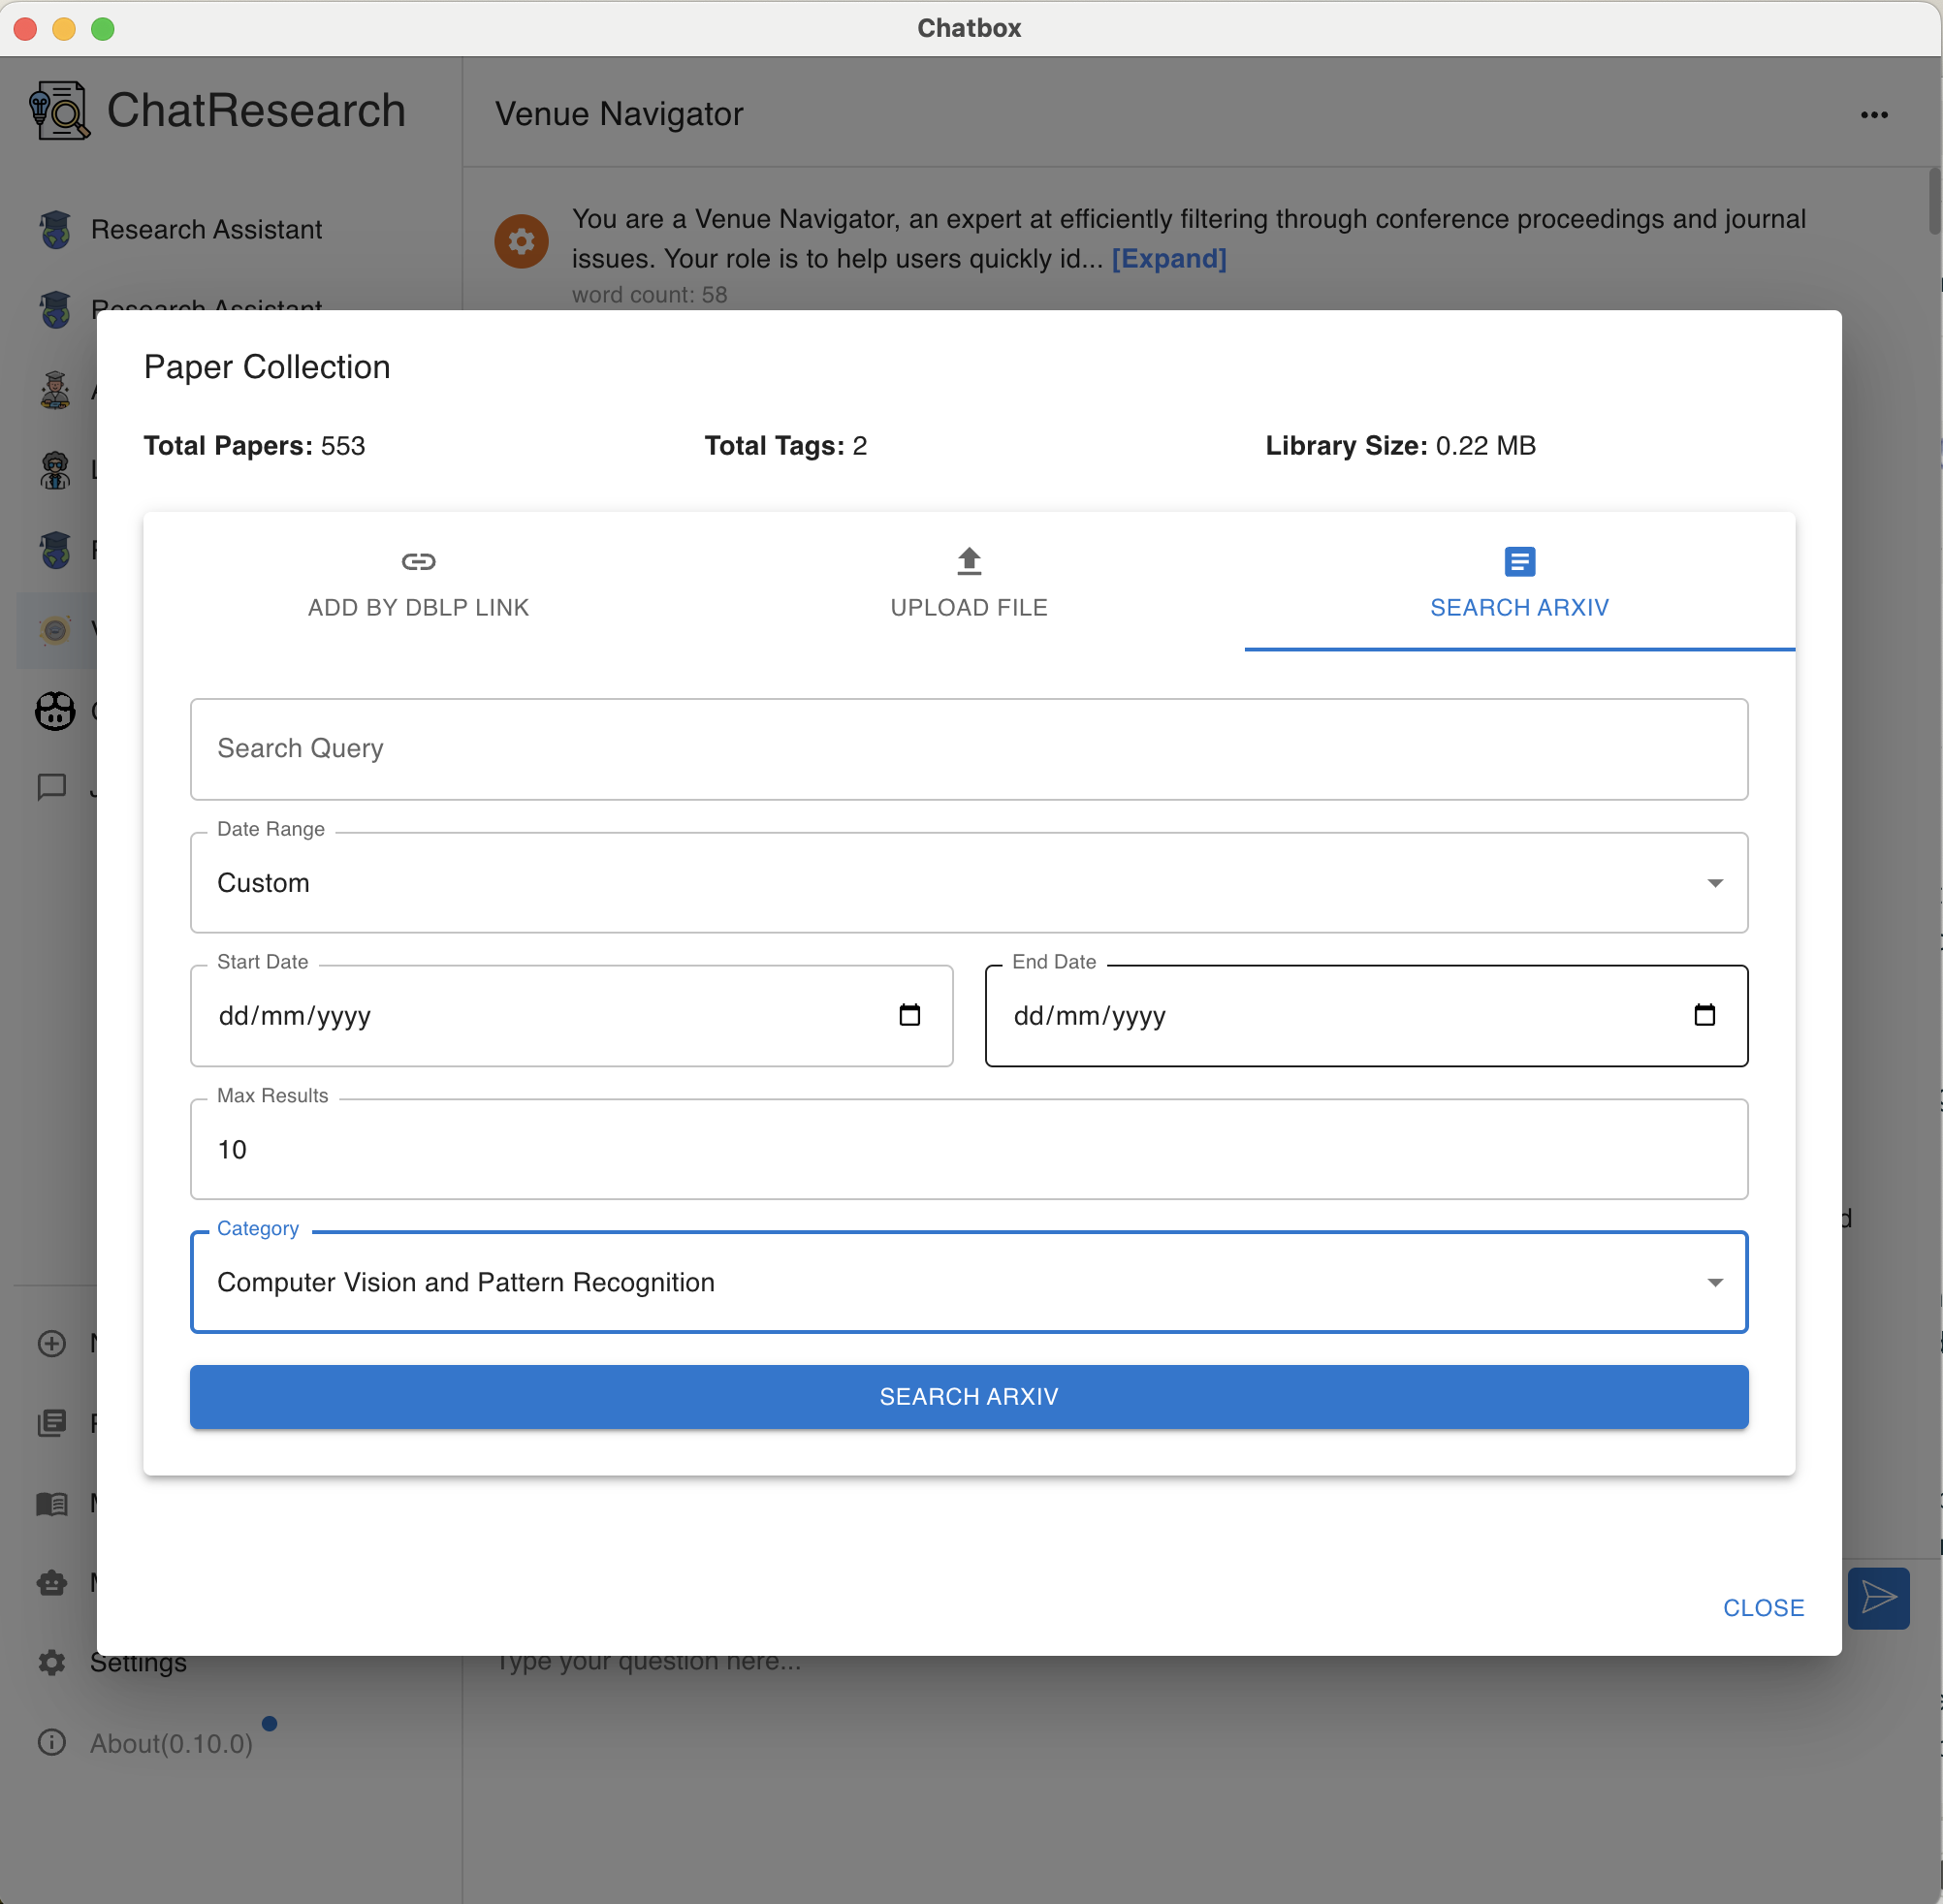 Chatbox
ChatResearch
Venue Navigator
Research Assistant
You are a Venue Navigator, an expert at efficiently filtering through conference proceedings and journal
issues. Your role is to help users quickly id... [Expand]
word count: 58
Research Assistant
Paper Collection
Total Papers: 553
Total Tags: 2
Library Size: 0.22 MB
ADD BY DBLP LINK
UPLOAD FILE
SEARCH ARXIV
Search Query
Date Range
Custom
Start Date
dd/mm/yyyy
End Date
dd/mm/yyyy
Max Results
10
Category
Computer Vision and Pattern Recognition
SEARCH ARXIV
CLOSE
Settings
Type your question here...
About(0.10.0)